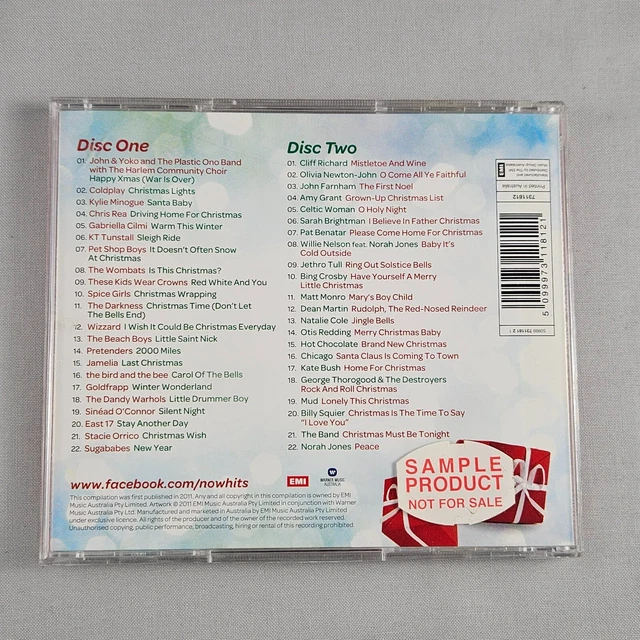 Disc One
01. John & Yoko and The Plastic Ono Band
with The Harlem Community Choir
Happy Xmas (War Is Over)
02. Coldplay Christmas Lights
03. Kylie Minogue Santa Baby
04. Chris Rea Driving Home For Christmas
05. Gabriella Cilmi Warm This Winter
06. KT Tunstall Sleigh Ride
07. Pet Shop Boys It Doesn't Often Snow
At Christmas
08. The Wombats Is This Christmas?
09. These Kids Wear Crowns Red White And You
10. Spice Girls Christmas Wrapping
11. The Darkness Christmas Time (Don't Let
The Bells End)
12. Wizzard I Wish It Could Be Christmas Everyday
13. The Beach Boys Little Saint Nick
14. Pretenders 2000 Miles
15. Jamelia Last Christmas
16. the bird and the bee Carol Of The Bells
17. Goldfrapp Winter Wonderland
18. The Dandy Warhols Little Drummer Boy
19. Sinéad O'Connor Silent Night
20. East 17 Stay Another Day
21. Stacie Orrico Christmas Wish
22. Sugababes New Year
Disc Two
01. Cliff Richard Mistletoe And Wine
02. Olivia Newton-John O Come All Ye Faithful
03. John Farnham The First Noel
04. Amy Grant Grown-Up Christmas List
05. Celtic Woman O Holy Night
06. Sarah Brightman I Believe In Father Christmas
07. Pat Benatar Please Come Home For Christmas
08. Willie Nelson feat. Norah Jones Baby It's
Cold Outside
09. Jethro Tull Ring Out Solstice Bells
10. Bing Crosby Have Yourself A Merry
Little Christmas
11. Matt Monro Mary's Boy Child
12. Dean Martin Rudolph, The Red-Nosed Reindeer
13. Natalie Cole Jingle Bells
14. Otis Redding Merry Christmas Baby
15. Hot Chocolate Brand New Christmas
16. Chicago Santa Claus Is Coming To Town
17. Kate Bush Home For Christmas
18. George Thorogood & The Destroyers
Rock And Roll Christmas
19. Mud Lonely This Christmas
20. Billy Squier Christmas Is The Time To Say
"I Love You"
21. The Band Christmas Must Be Tonight
22. Norah Jones Peace
EMI
Printed in Australia
7311812
5 099973 118121
www.facebook.com/nowhits
EMI
WARNER MUSIC
AUSTRALIA
This compilation was first published in 2011. Any and all copyright in this compilation is owned by EMI
Music Australia Pty Limited. Artwork © 2011 EMI Music Australia Pty Limited in conjunction with Warner
Music Australia Pty Ltd. Manufactured and marketed in Australia by EMI Music Australia Pty Ltd
under exclusive licence. All rights of the producer and of the owner of the recorded work reserved.
Unauthorised copying, public performance, broadcasting, hiring or rental of this recording prohibited.
SAMPLE
PRODUCT
NOT FOR SALE